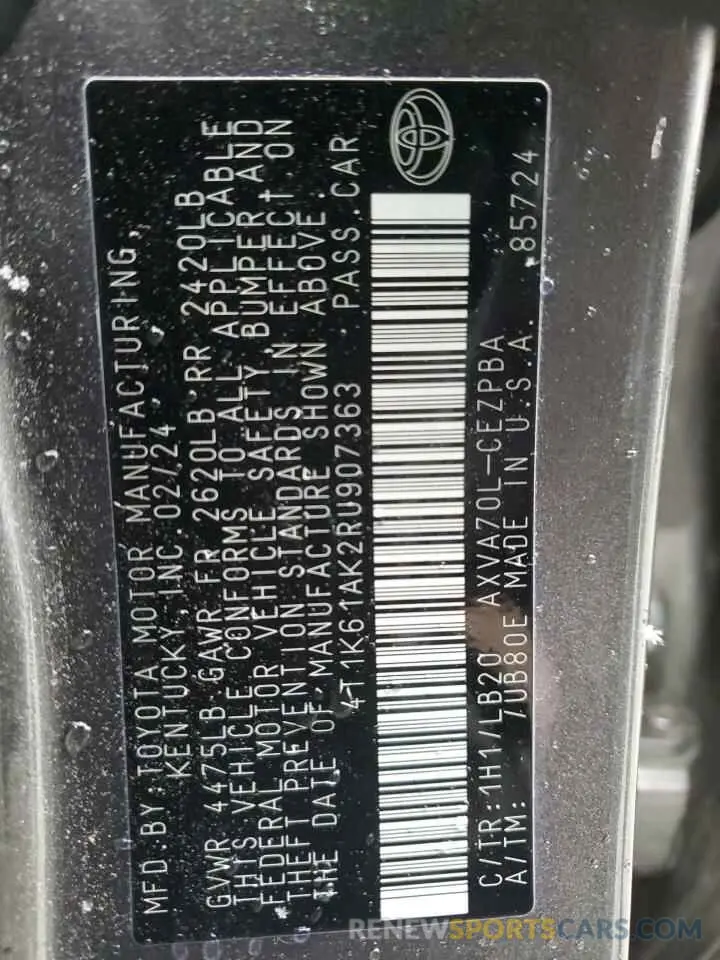 MFD.BY:TOYOTA MOTOR MANUFACTURING,
KENTUCKY,INC.02/24
GVWR 4475LB GAWR FR 2620LB RR 2420LB
THIS VEHICLE CONFORMS TO ALL APPLICABLE
FEDERAL MOTOR VEHICLE SAFETY, BUMPER AND
THEFT PREVENTION STANDARDS IN EFFECT ON
THE DATE OF MANUFACTURE SHOWN ABOVE.
4T1K61AK2RU907363 PASS.CAR
C/TR:1H1/LB20 AXVA70L-CEZPBA
A/TM: /UB80E MADE IN U.S.A. 85724
RENEWSPORTSCARS.COM